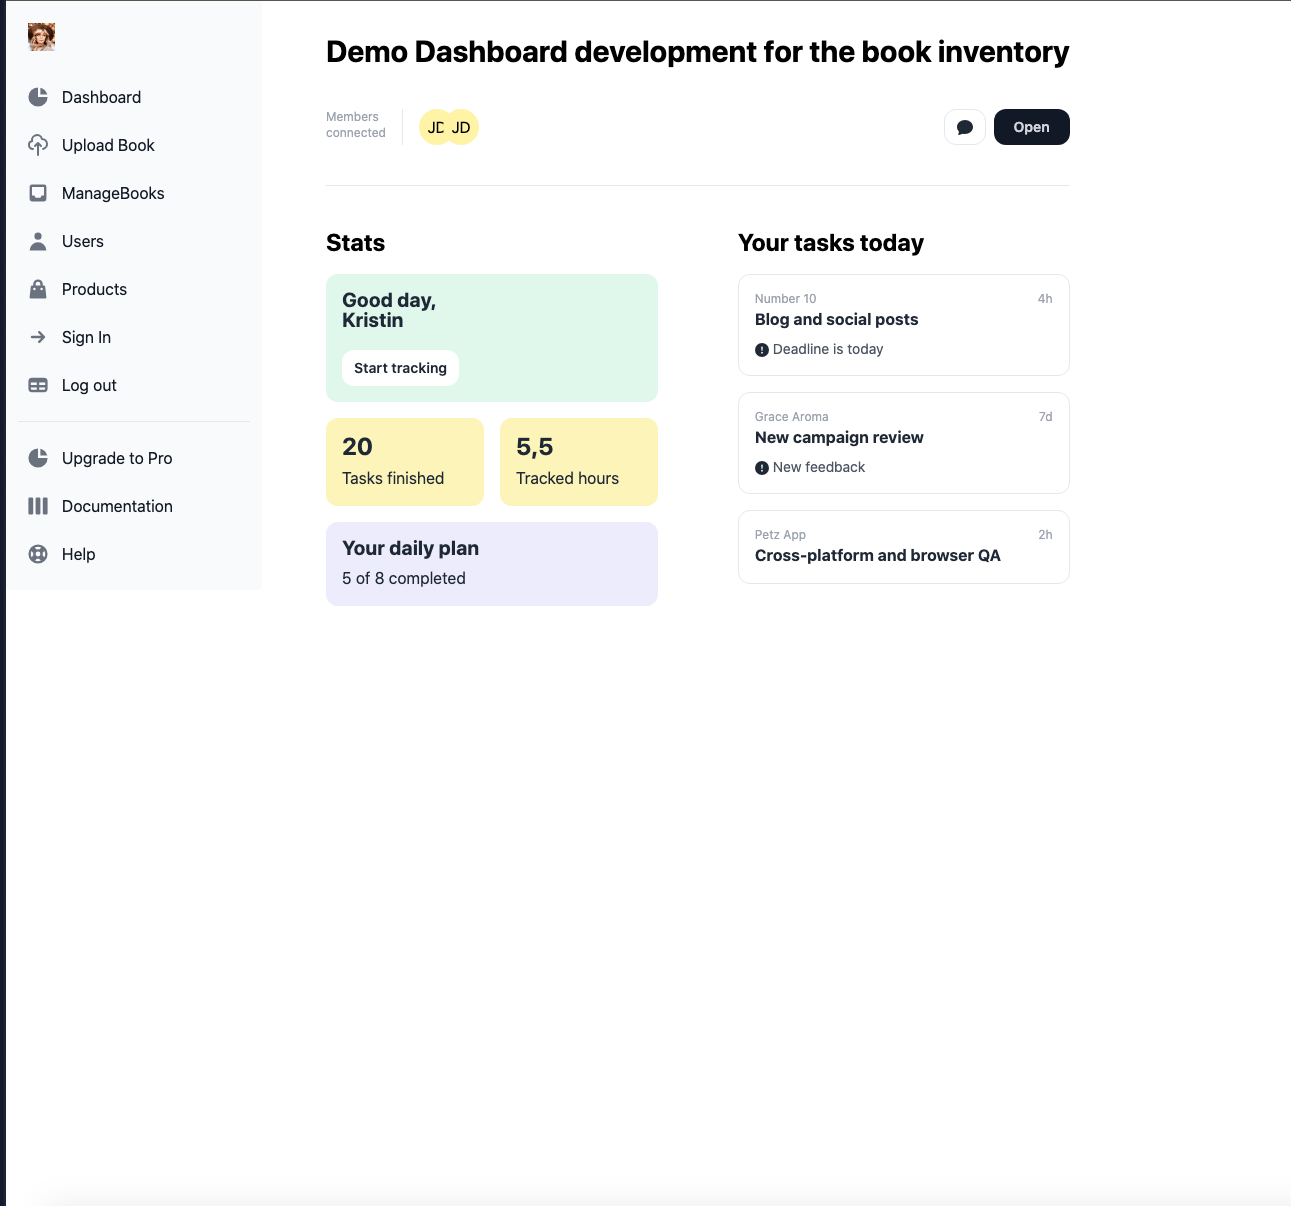 Dashboard
Upload Book
ManageBooks
Users
Products
Sign In
Log out
Upgrade to Pro
Documentation
Help
Demo Dashboard development for the book inventory
Members
connected
JD JD
Open
Stats
Good day,
Kristin
Start tracking
20
Tasks finished
5,5
Tracked hours
Your daily plan
5 of 8 completed
Your tasks today
Number 10 4h
Blog and social posts
Deadline is today
Grace Aroma 7d
New campaign review
New feedback
Petz App 2h
Cross-platform and browser QA